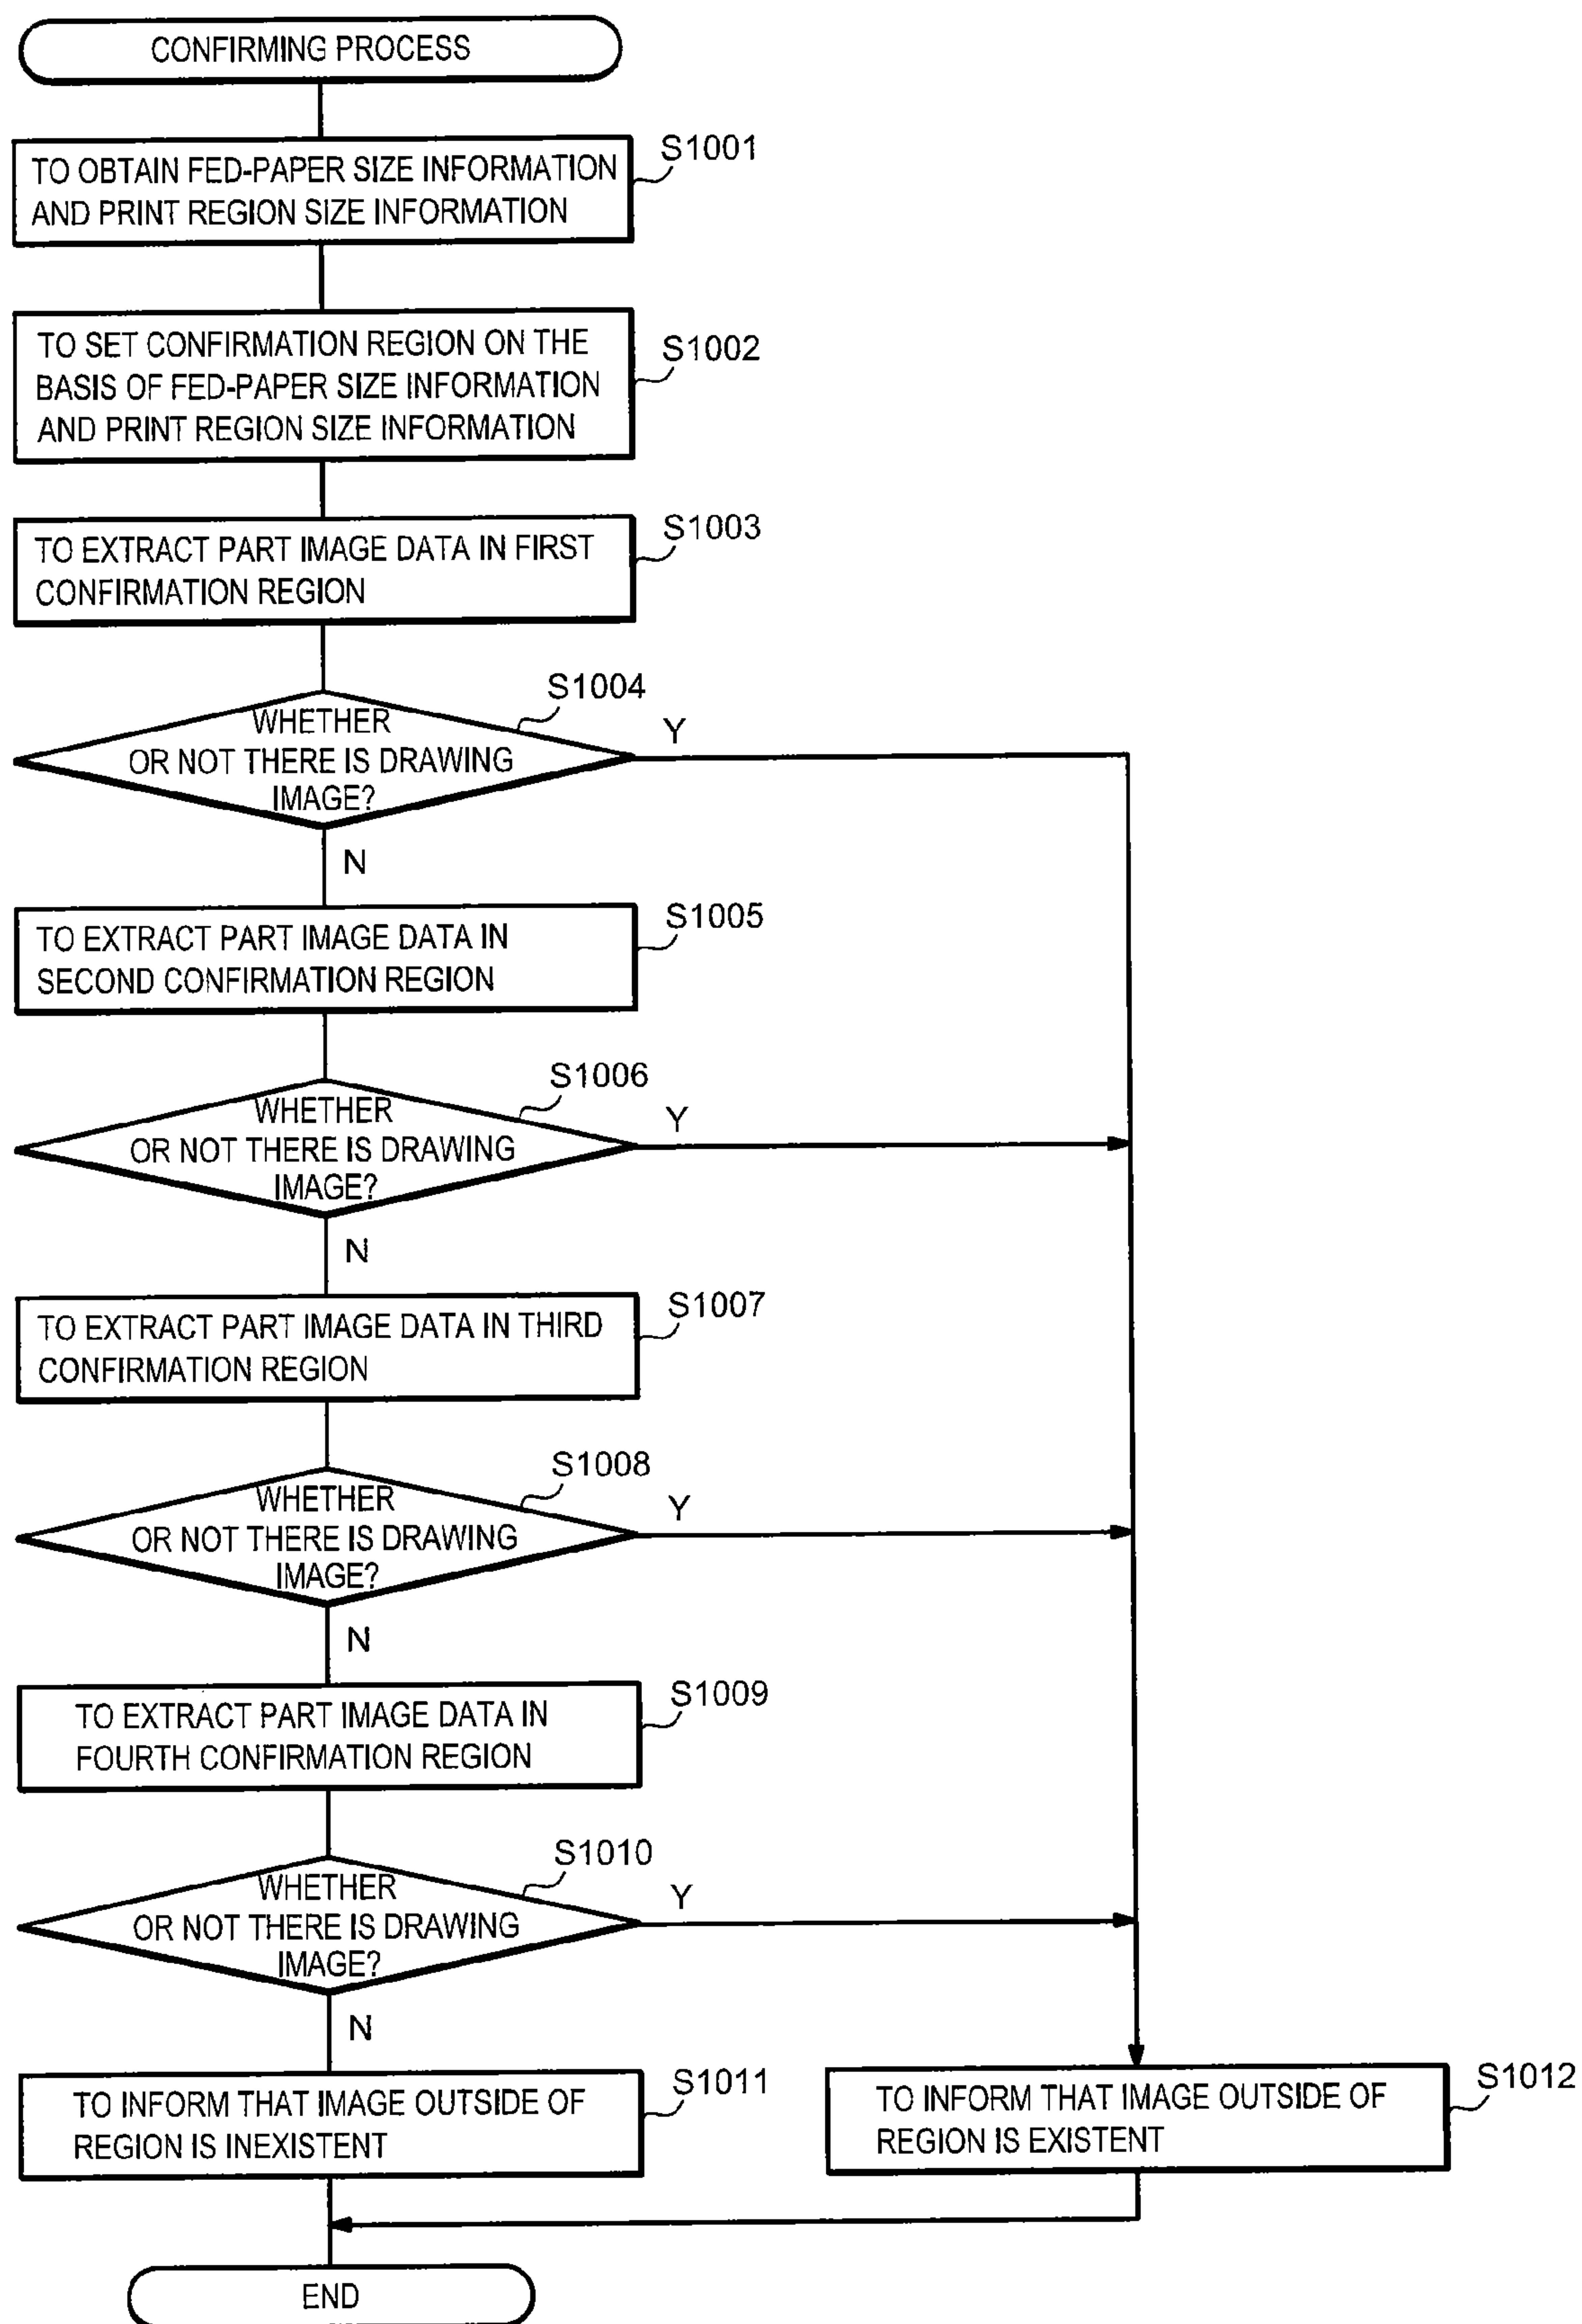 CONFIRMING PROCESS
S1001
TO OBTAIN FED-PAPER SIZE INFORMATION
AND PRINT REGION SIZE INFORMATION
S1002
TO SET CONFIRMATION REGION ON THE
BASIS OF FED-PAPER SIZE INFORMATION
AND PRINT REGION SIZE INFORMATION
S1003
TO EXTRACT PART IMAGE DATA IN FIRST
CONFIRMATION REGION
S1004
WHETHER
OR NOT THERE IS DRAWING
IMAGE?
Y
N
S1005
TO EXTRACT PART IMAGE DATA IN
SECOND CONFIRMATION REGION
S1006
WHETHER
OR NOT THERE IS DRAWING
IMAGE?
Y
N
S1007
TO EXTRACT PART IMAGE DATA IN THIRD
CONFIRMATION REGION
S1008
WHETHER
OR NOT THERE IS DRAWING
IMAGE?
Y
N
S1009
TO EXTRACT PART IMAGE DATA IN
FOURTH CONFIRMATION REGION
S1010
WHETHER
OR NOT THERE IS DRAWING
IMAGE?
Y
N
S1011
TO INFORM THAT IMAGE OUTSIDE OF
REGION IS INEXISTENT
S1012
TO INFORM THAT IMAGE OUTSIDE OF
REGION IS EXISTENT
END